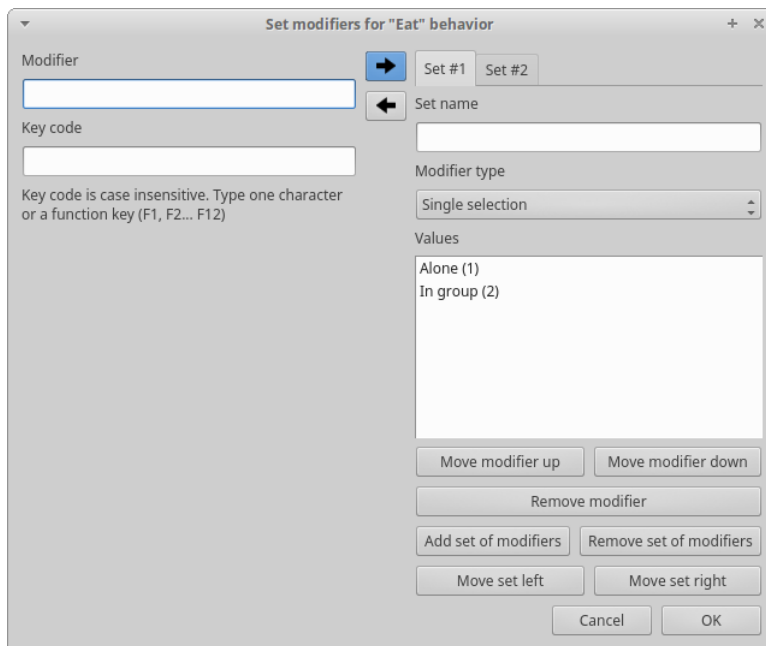 Set modifiers for "Eat" behavior
Modifier
Key code
Key code is case insensitive. Type one character
or a function key (F1, F2... F12)
Set #1 Set #2
Set name
Modifier type
Single selection
Values
Alone (1)
In group (2)
Move modifier up Move modifier down
Remove modifier
Add set of modifiers Remove set of modifiers
Move set left Move set right
Cancel OK